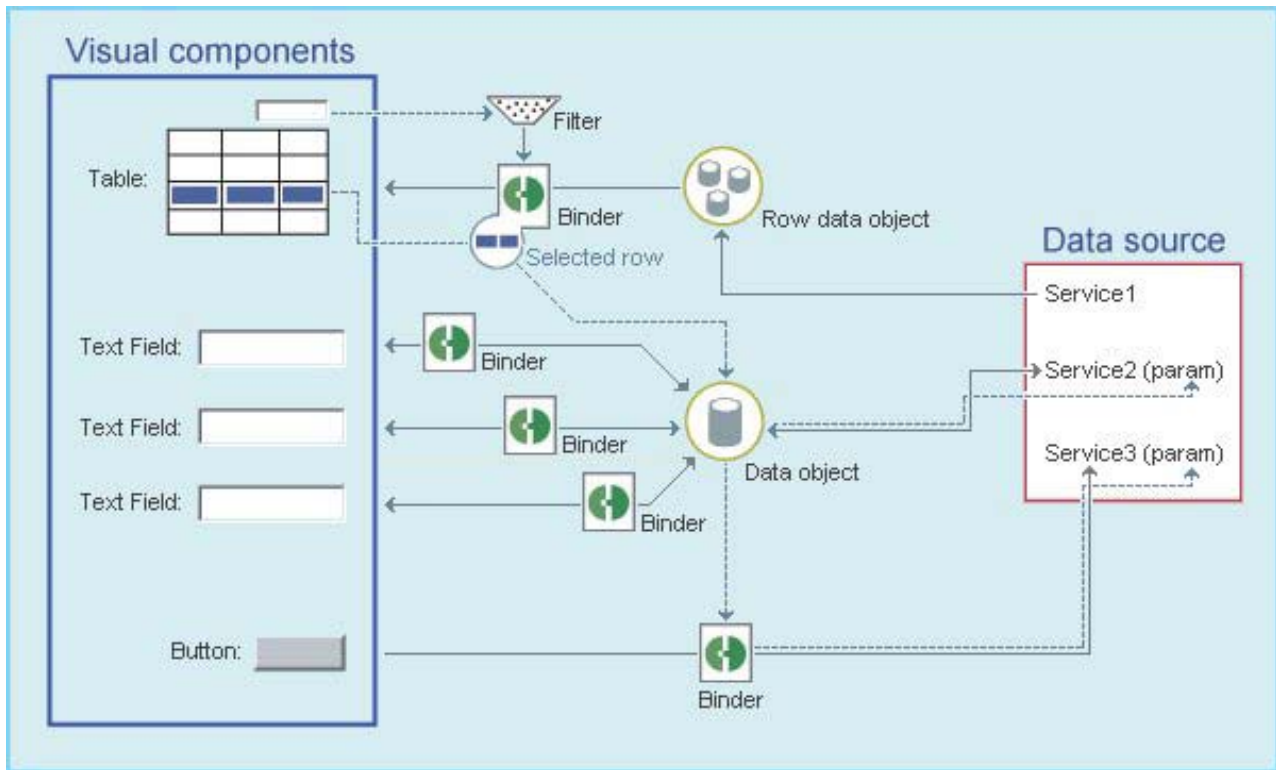 Visual components
Filter
Table:
Binder
Row data object
Selected row
Data source
Service1
Text Field:
Binder
Service2 (param)
Text Field:
Binder
Data object
Service3 (param)
Text Field:
Binder
Button:
Binder